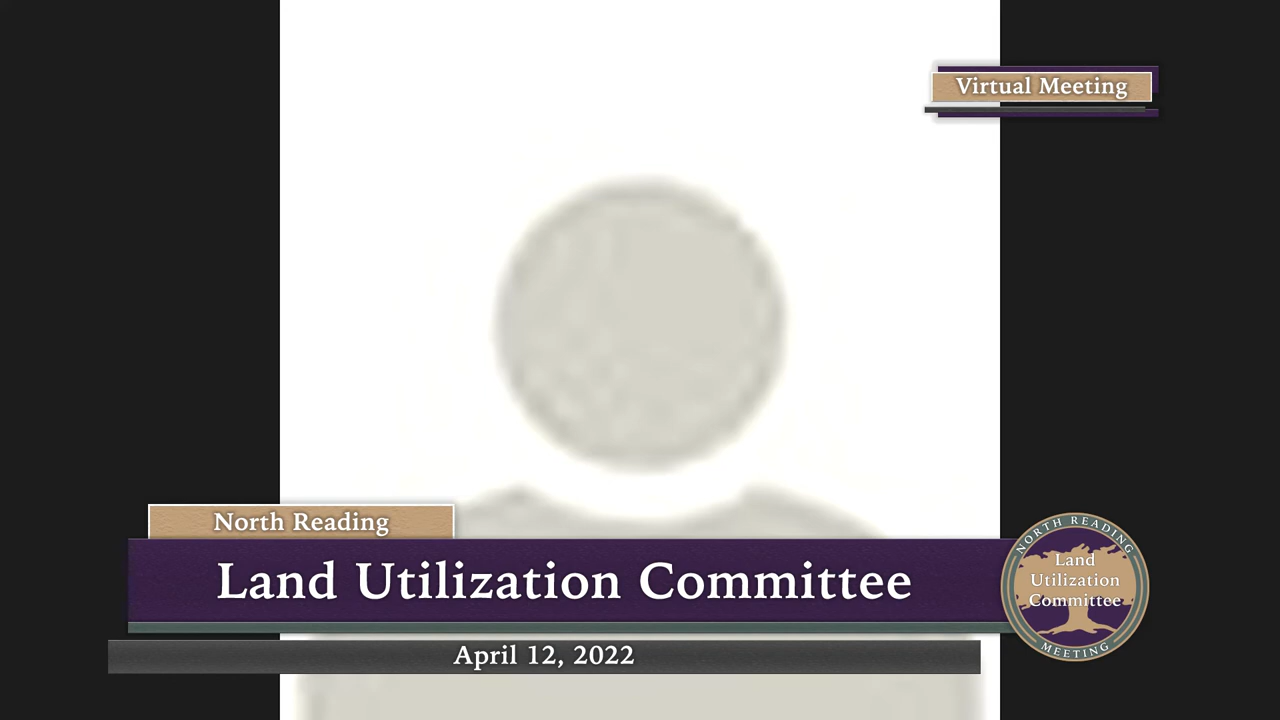 Virtual Meeting
North Reading
Land Utilization Committee
April 12, 2022
NORTH READING
Land
Utilization
Committee
MEETING